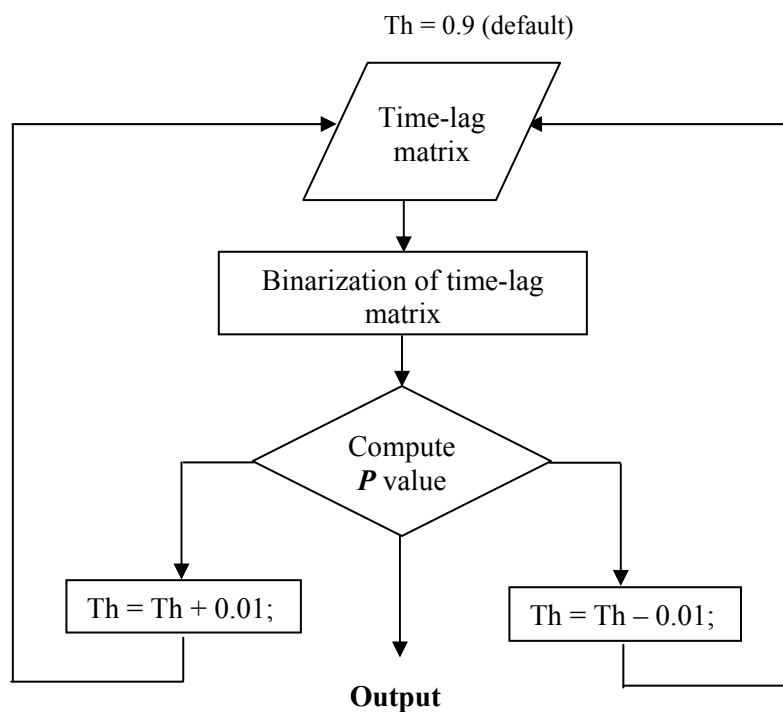 Th = 0.9 (default)
Time-lag
matrix
Binarization of time-lag
matrix
Compute
P value
Th = Th + 0.01;
Th = Th – 0.01;
Output